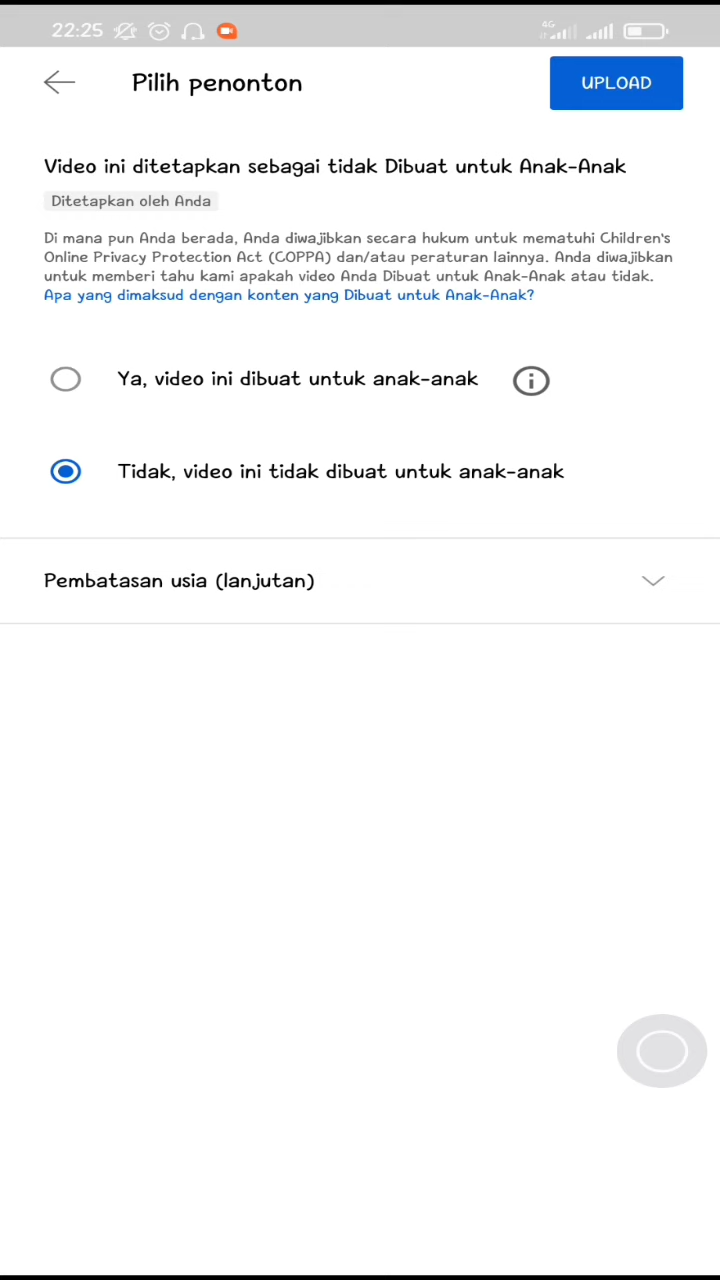 22:25
4G
Pilih penonton
UPLOAD
Video ini ditetapkan sebagai tidak Dibuat untuk Anak-Anak
Ditetapkan oleh Anda
Di mana pun Anda berada, Anda diwajibkan secara hukum untuk mematuhi Children's
Online Privacy Protection Act (COPPA) dan/atau peraturan lainnya. Anda diwajibkan
untuk memberi tahu kami apakah video Anda Dibuat untuk Anak-Anak atau tidak.
Apa yang dimaksud dengan konten yang Dibuat untuk Anak-Anak?
Ya, video ini dibuat untuk anak-anak
Tidak, video ini tidak dibuat untuk anak-anak
Pembatasan usia (lanjutan)